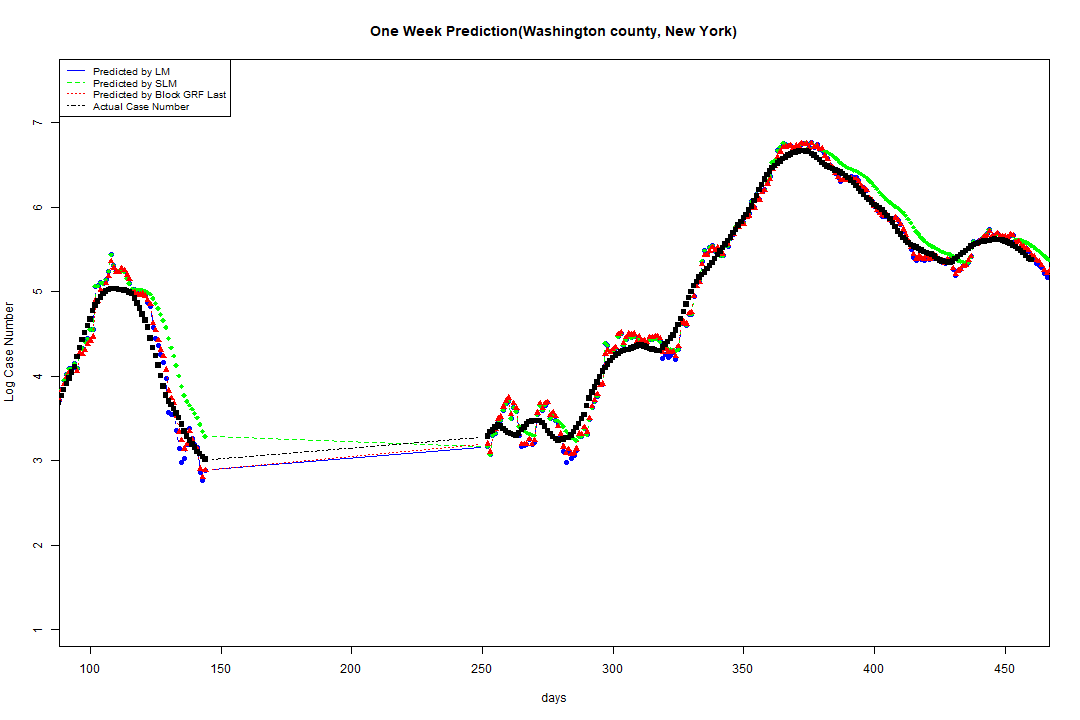 One Week Prediction(Washington county, New York)
Predicted by LM
Predicted by SLM
Predicted by Block GRF Last
Actual Case Number
7
6
5
4
3
2
1
Log Case Number
100 150 200 250 300 350 400 450
days